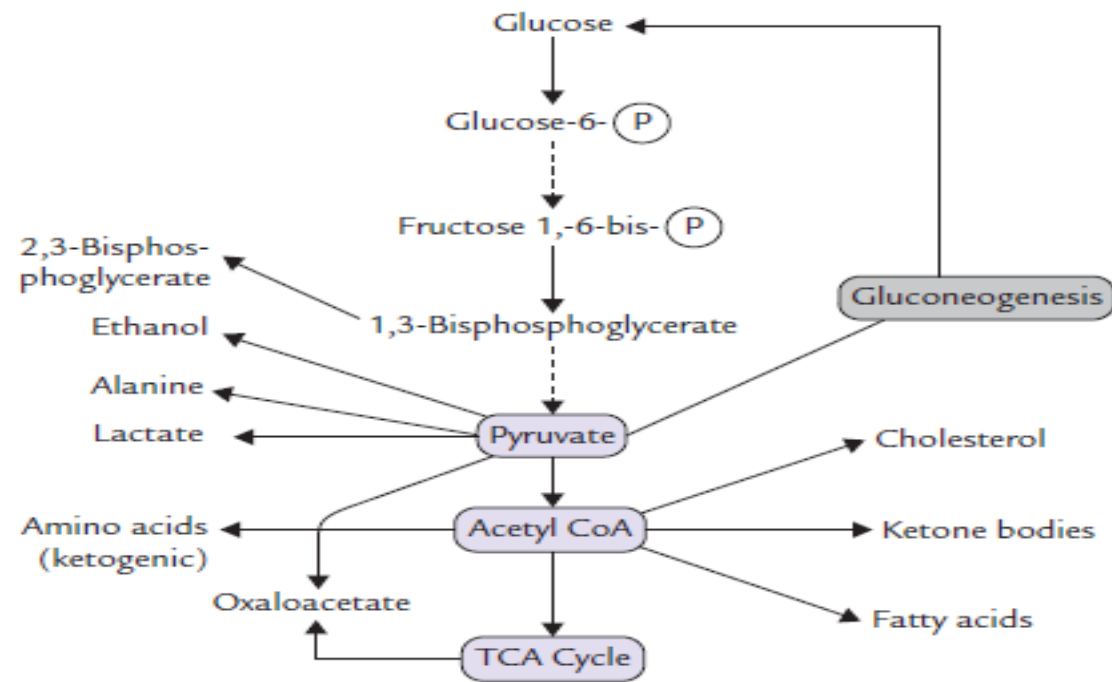 Glucose
Glucose-6- P
Fructose 1,-6-bis- P
2,3-Bisphos-
phoglycerate
Gluconeogenesis
1,3-Bisphosphoglycerate
Ethanol
Alanine
Lactate
Pyruvate
Cholesterol
Amino acids
(ketogenic)
Acetyl CoA
Ketone bodies
Oxaloacetate
Fatty acids
TCA Cycle